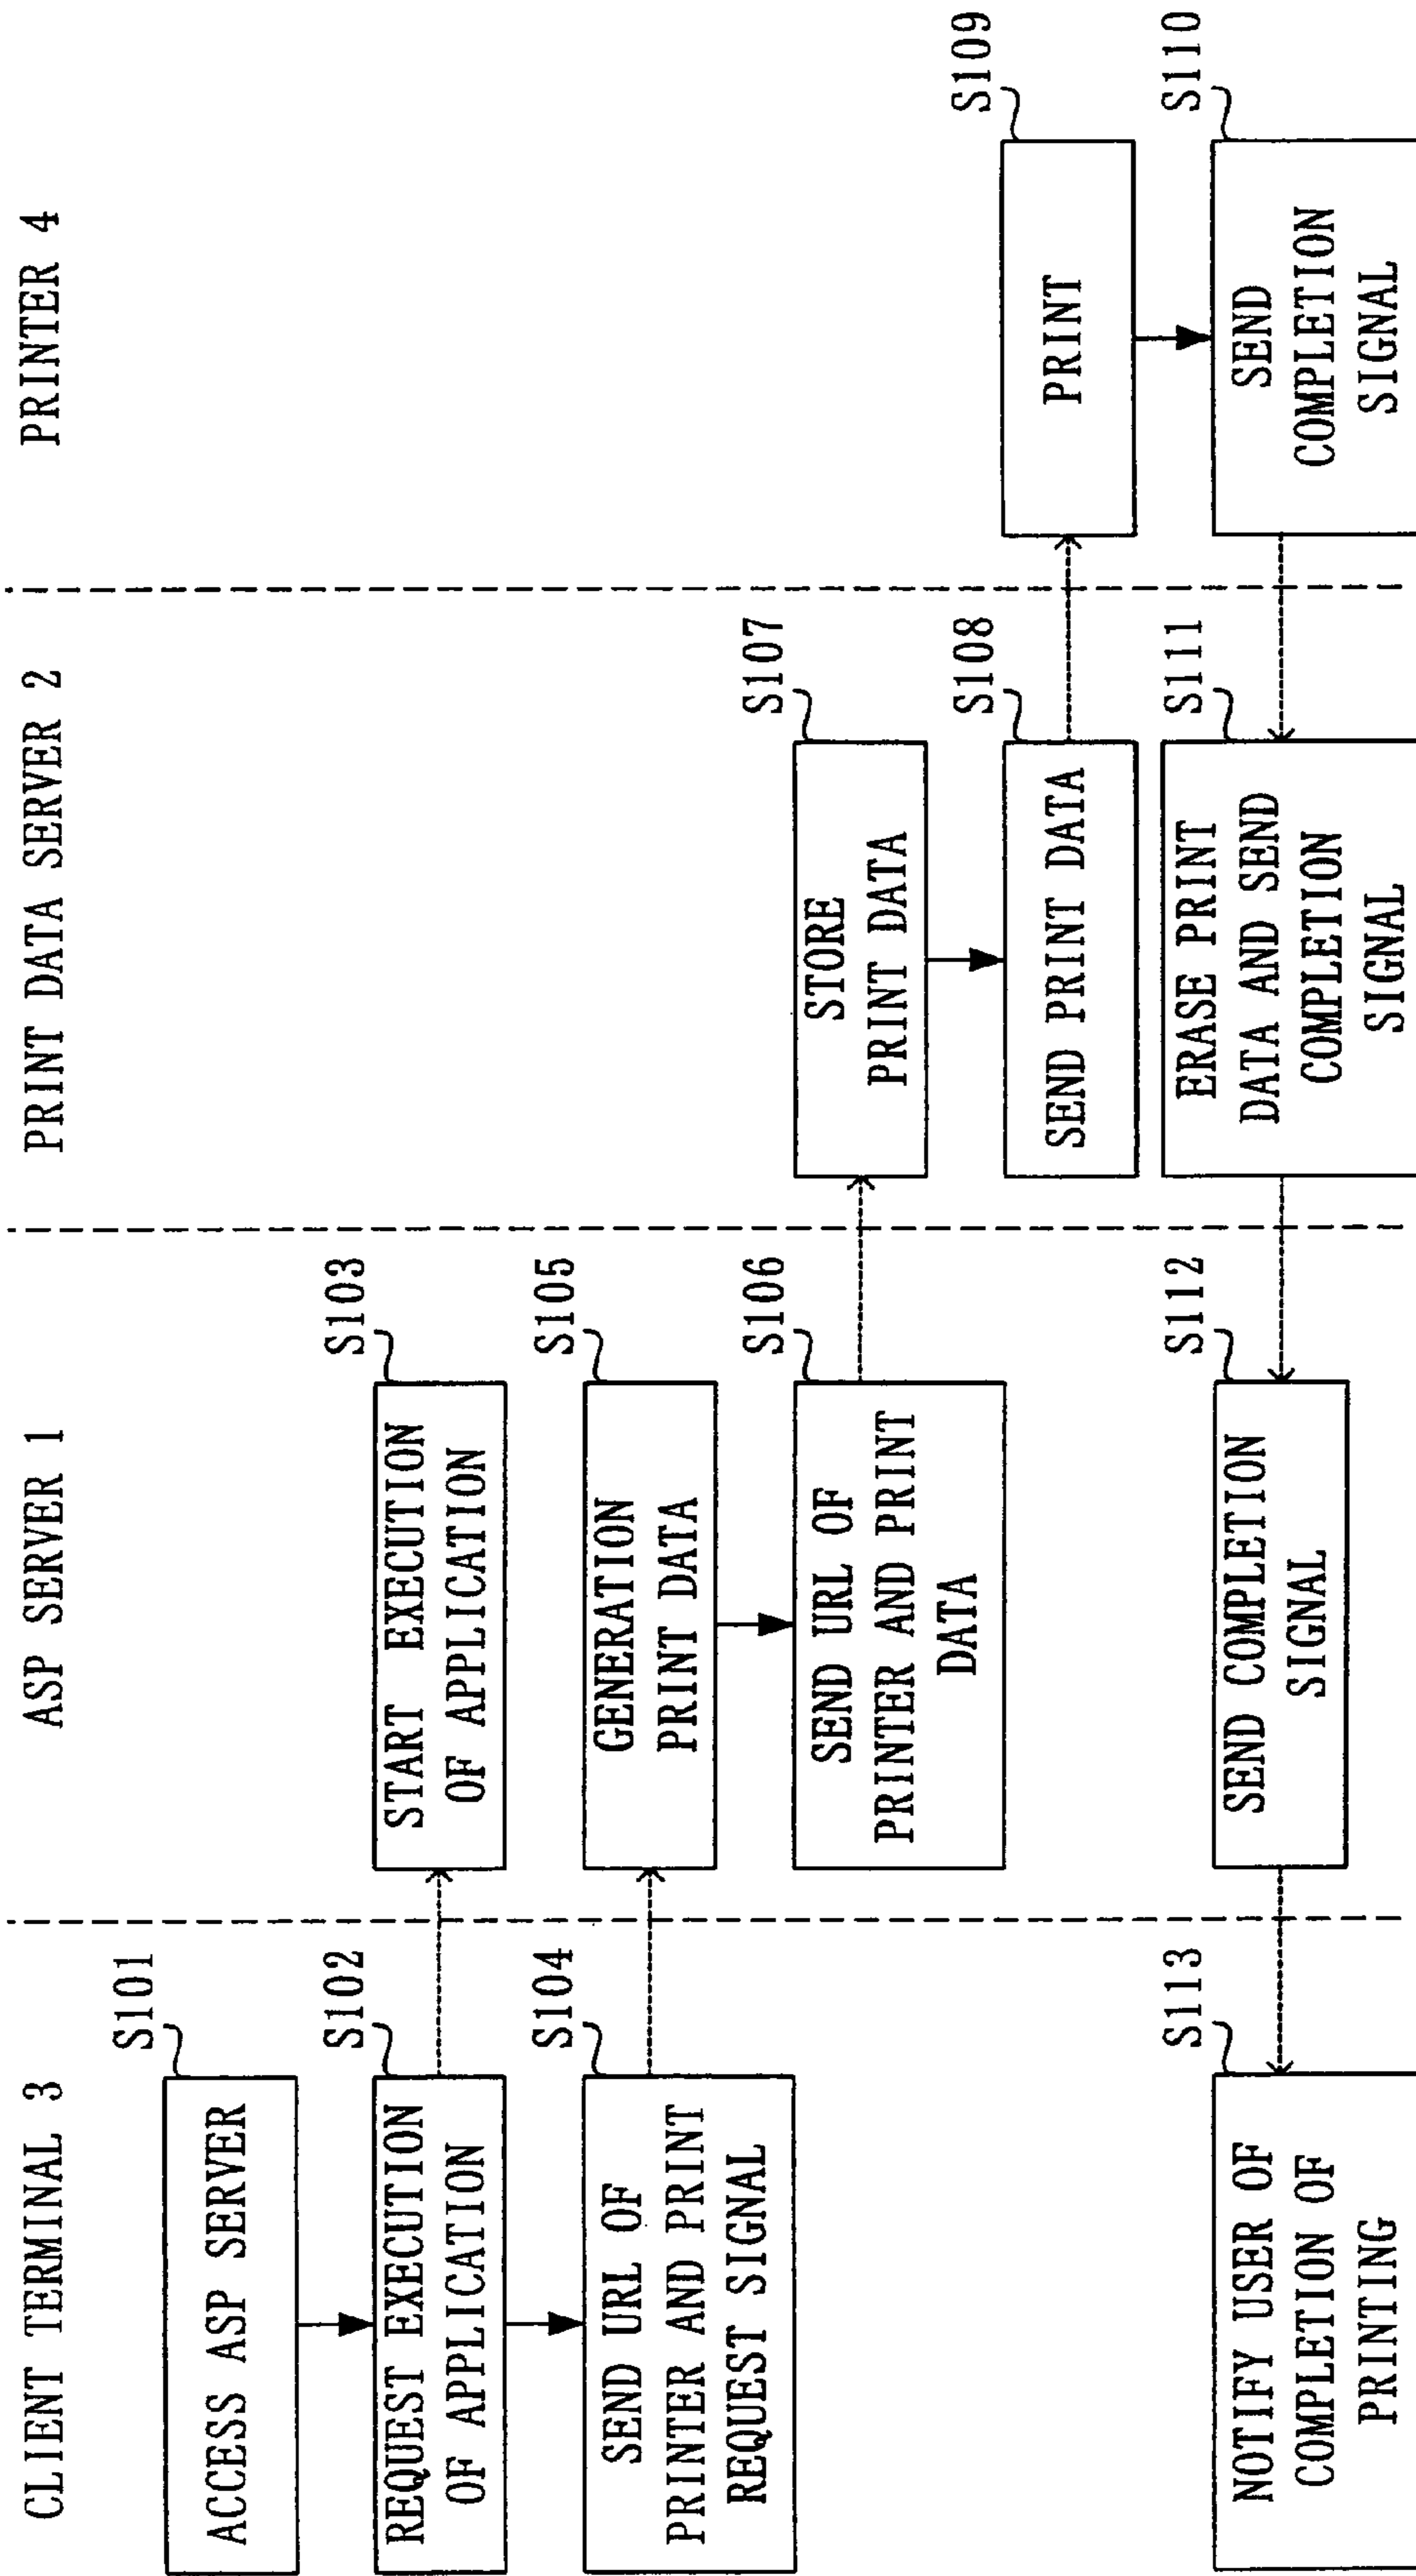 CLIENT TERMINAL 3
ASP SERVER 1
PRINT DATA SERVER 2
PRINTER 4
S101
ACCESS ASP SERVER
S102
REQUEST EXECUTION
OF APPLICATION
S103
START EXECUTION
OF APPLICATION
S104
SEND URL OF
PRINTER AND PRINT
REQUEST SIGNAL
S105
GENERATION
PRINT DATA
S106
SEND URL OF
PRINTER AND PRINT
DATA
S107
STORE
PRINT DATA
S108
SEND PRINT DATA
S109
PRINT
S110
SEND
COMPLETION
SIGNAL
S111
ERASE PRINT
DATA AND SEND
COMPLETION
SIGNAL
S112
SEND COMPLETION
SIGNAL
S113
NOTIFY USER OF
COMPLETION OF
PRINTING